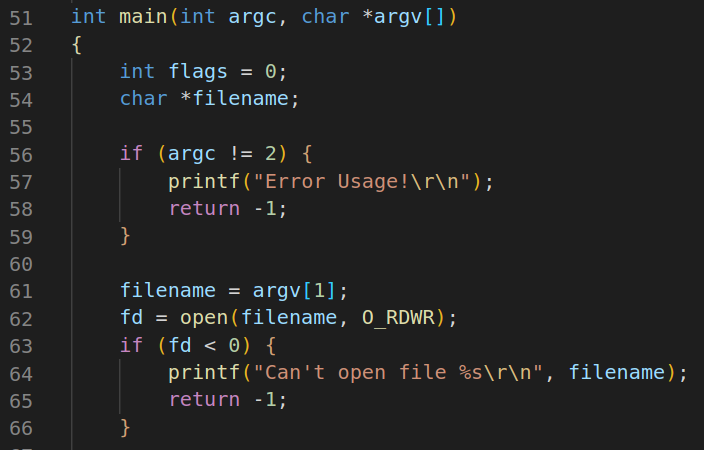 51 int main(int argc, char *argv[])
52 {
53     int flags = 0;
54     char *filename;
55
56     if (argc != 2) {
57         printf("Error Usage!\r\n");
58         return -1;
59     }
60
61     filename = argv[1];
62     fd = open(filename, O_RDWR);
63     if (fd < 0) {
64         printf("Can't open file %s\r\n", filename);
65         return -1;
66     }